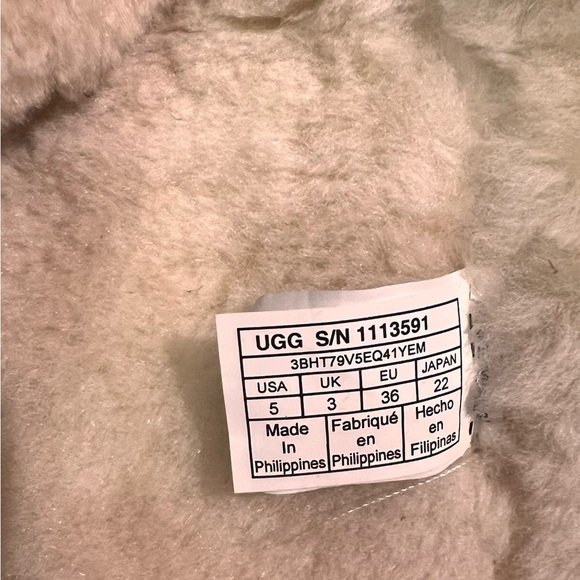 UGG S/N 1113591
3BHT79V5EQ41YEM
USA UK EU JAPAN
5 3 36 22
Made In Philippines
Fabriqué en Philippines
Hecho en Filipinas